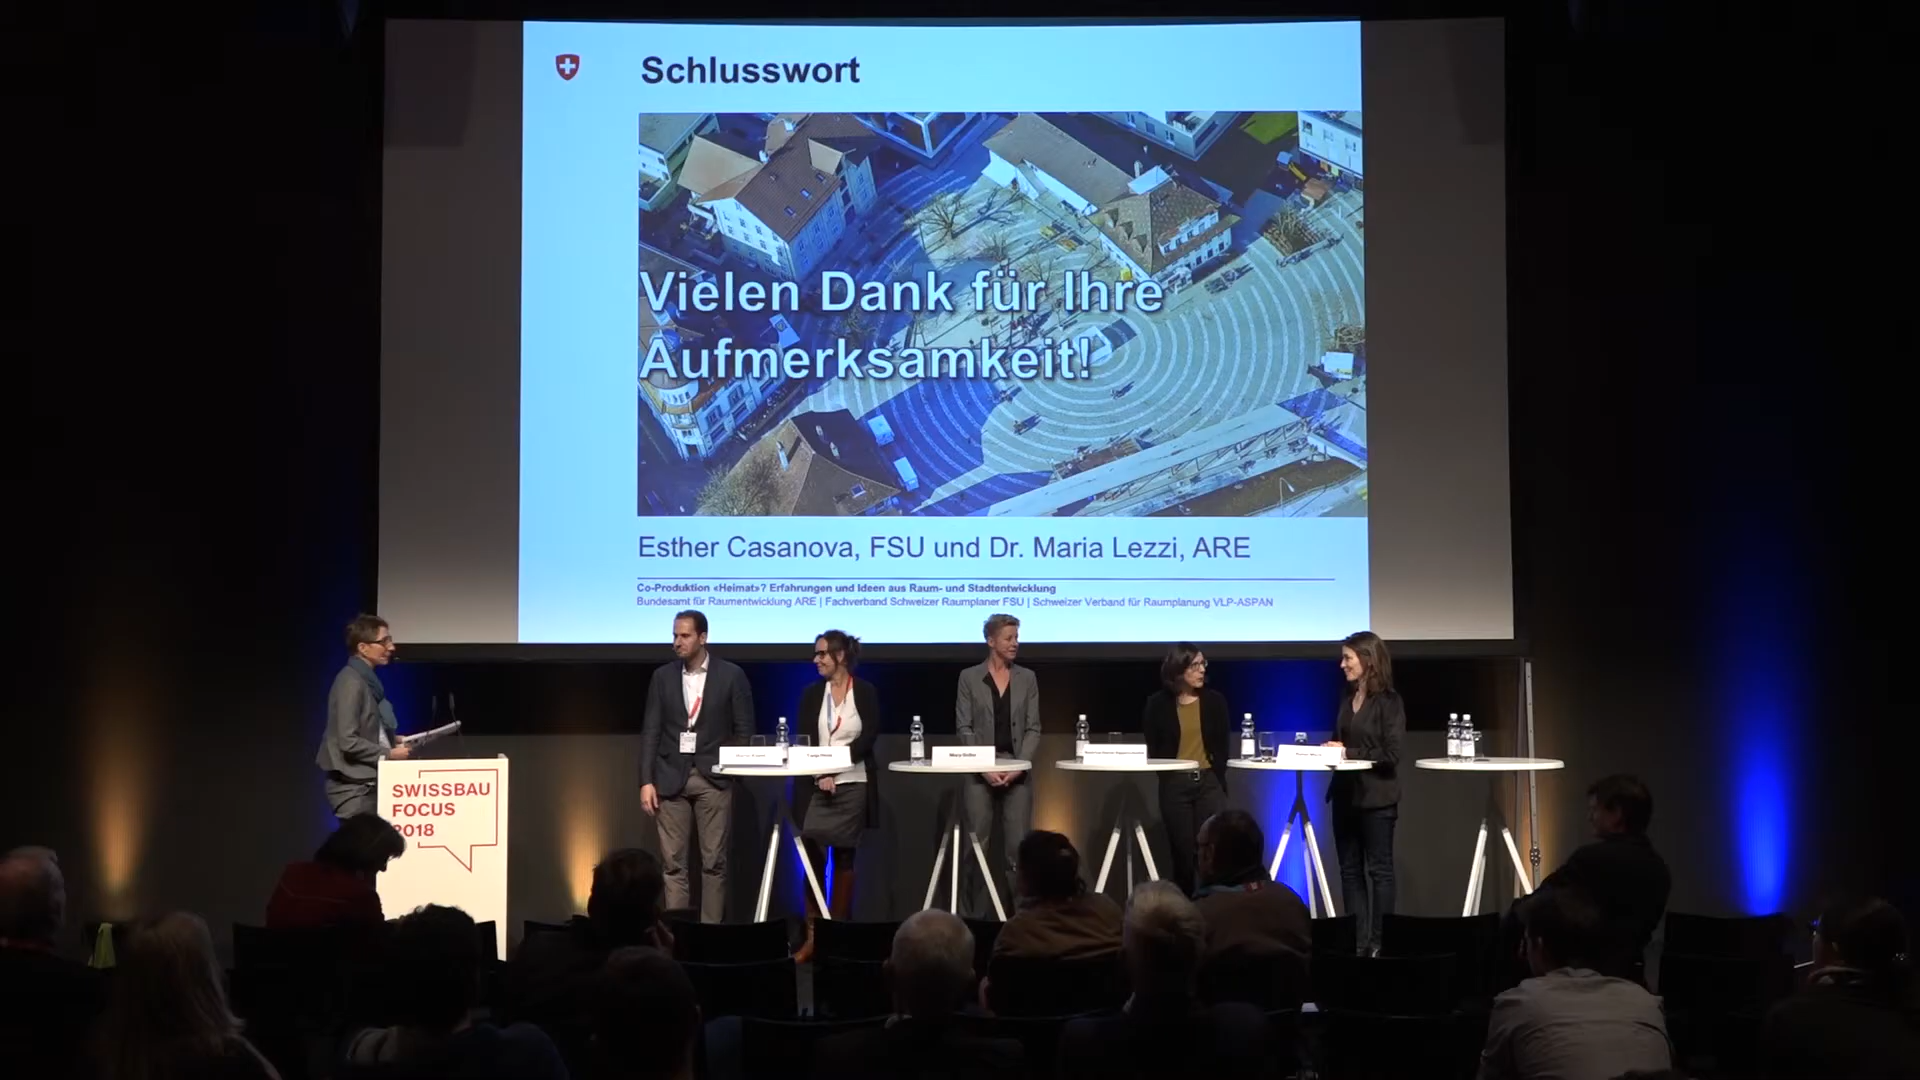 Schlusswort
Vielen Dank für Ihre
Aufmerksamkeit!
Esther Casanova, FSU und Dr. Maria Lezzi, ARE
Co-Produktion «Heimat»? Erfahrungen und Ideen aus Raum- und Stadtentwicklung
Bundesamt für Raumentwicklung ARE | Fachverband Schweizer Raumplaner FSU | Schweizer Verband für Raumplanung VLP-ASPAN
SWISSBAU
FOCUS
2018